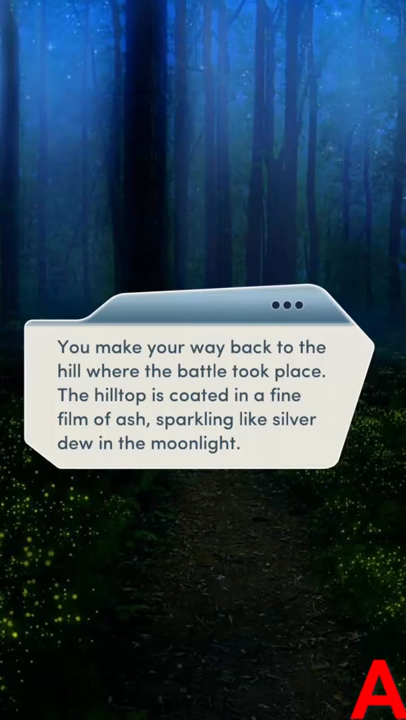 You make your way back to the
hill where the battle took place.
The hilltop is coated in a fine
film of ash, sparkling like silver
dew in the moonlight.
A